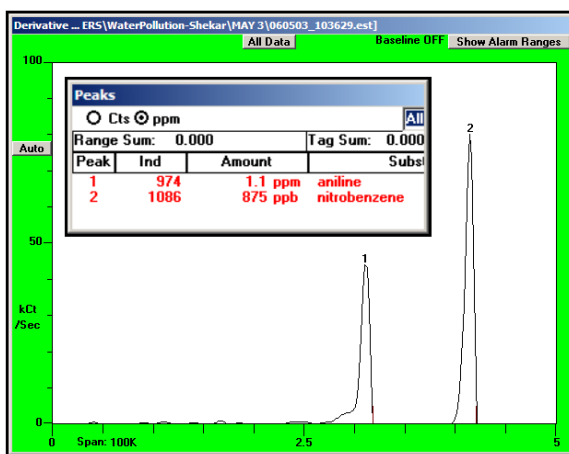 Derivative ... ERS\WaterPollution-Shekar\MAY 3\060503_103629.est]
All Data Baseline OFF Show Alarm Ranges
100
Peaks
Cts ppm All
Range Sum: 0.000 Tag Sum: 0.000
Peak Ind Amount Subst
1 974 1.1 ppm aniline
2 1086 875 ppb nitrobenzene
2
Auto
50
1
kCt
/Sec
0
Span: 100K
0 2.5 5